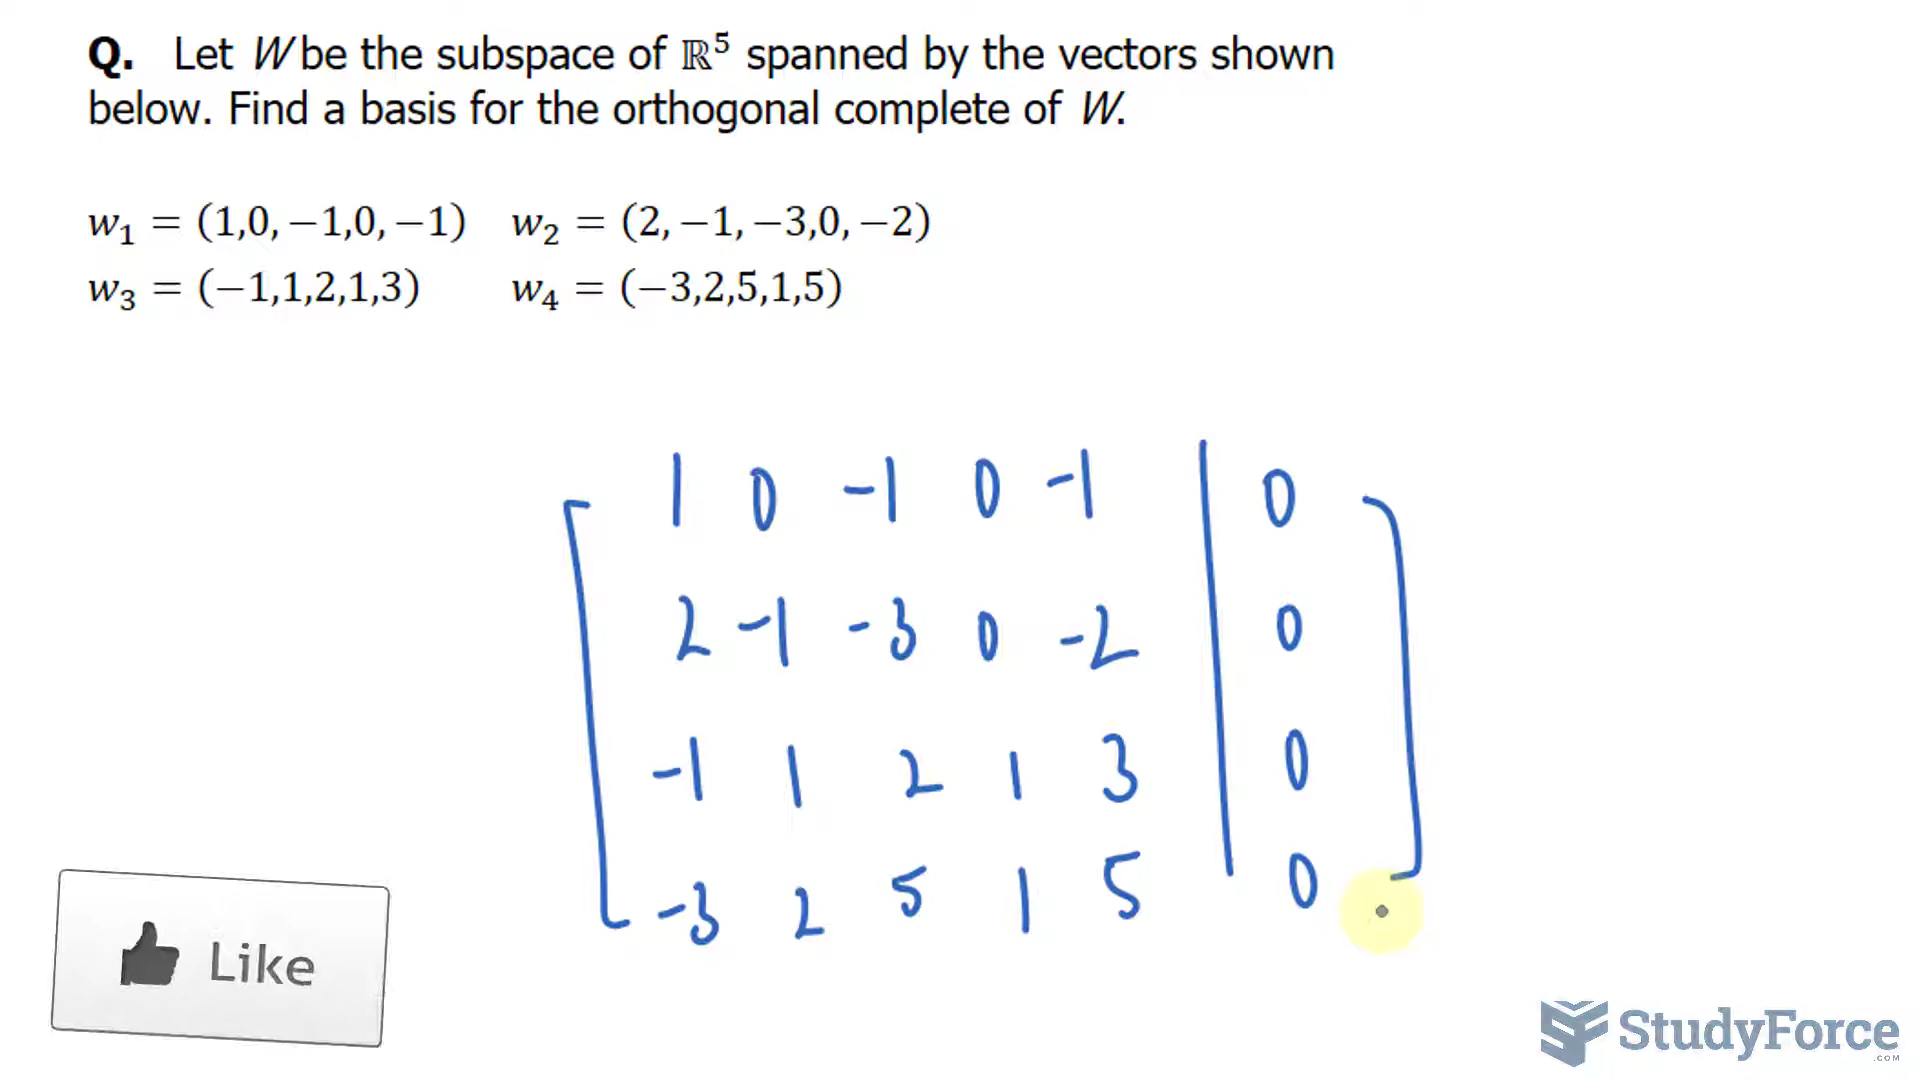 Q. Let W be the subspace of ℝ⁵ spanned by the vectors shown
below. Find a basis for the orthogonal complete of W.
w₁ = (1,0,−1,0,−1) w₂ = (2,−1,−3,0,−2)
w₃ = (−1,1,2,1,3) w₄ = (−3,2,5,1,5)
1 0 -1 0 -1 | 0
2 -1 -3 0 -2 | 0
-1 1 2 1 3 | 0
-3 2 5 1 5 | 0
Like
StudyForce
.COM